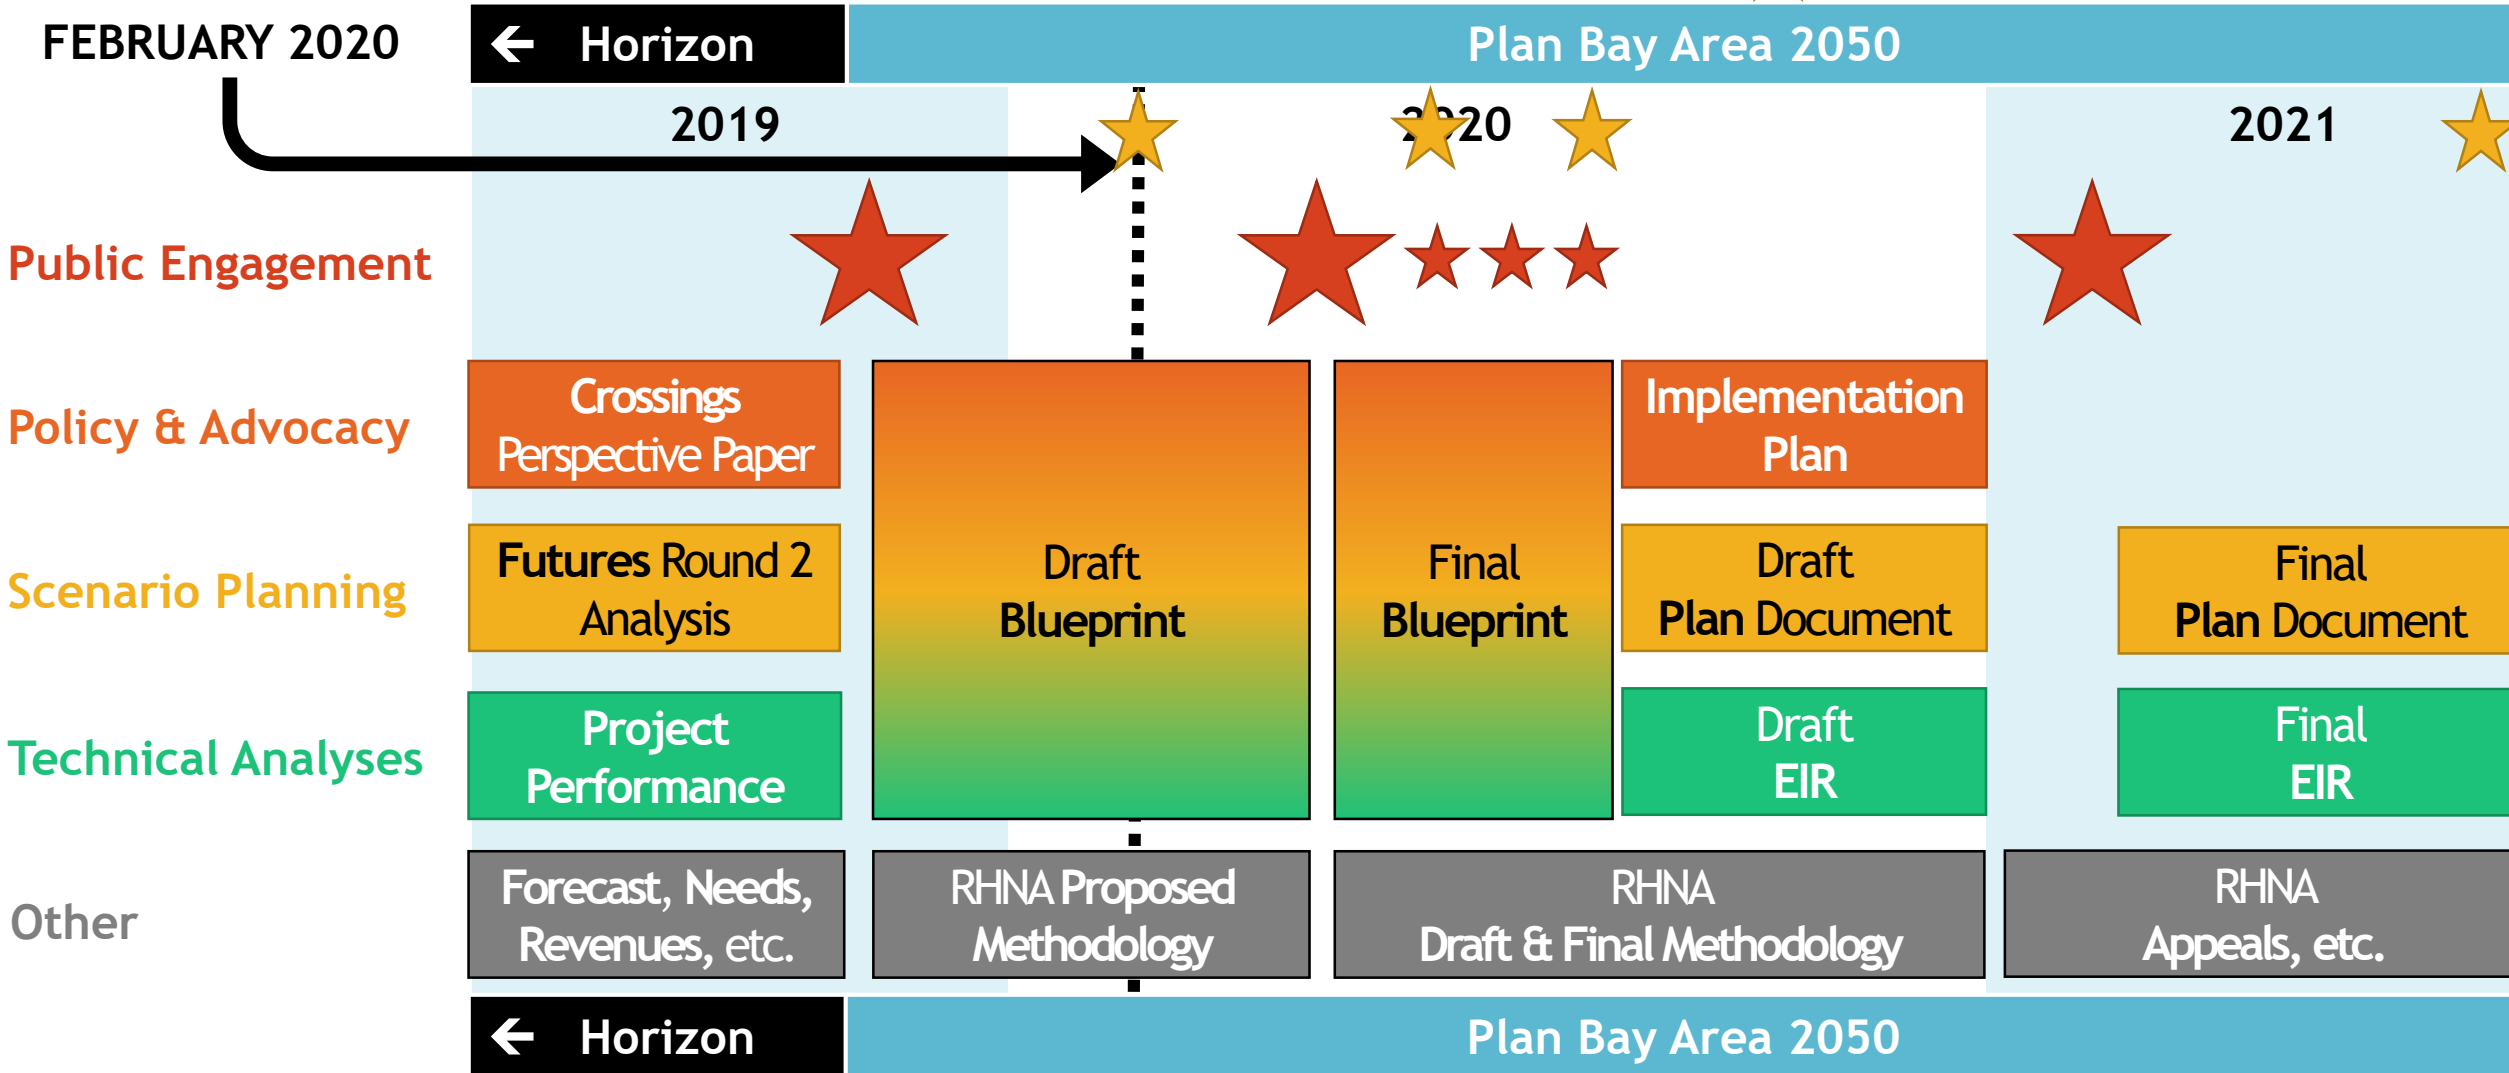 FEBRUARY 2020
← Horizon
Plan Bay Area 2050
2019
2020
2021
Public Engagement
Policy & Advocacy
Crossings
Perspective Paper
Implementation
Plan
Scenario Planning
Futures Round 2
Analysis
Draft
Blueprint
Final
Blueprint
Draft
Plan Document
Final
Plan Document
Technical Analyses
Project
Performance
Draft
EIR
Final
EIR
Other
Forecast, Needs,
Revenues, etc.
RHNA Proposed
Methodology
RHNA
Draft & Final Methodology
RHNA
Appeals, etc.
← Horizon
Plan Bay Area 2050